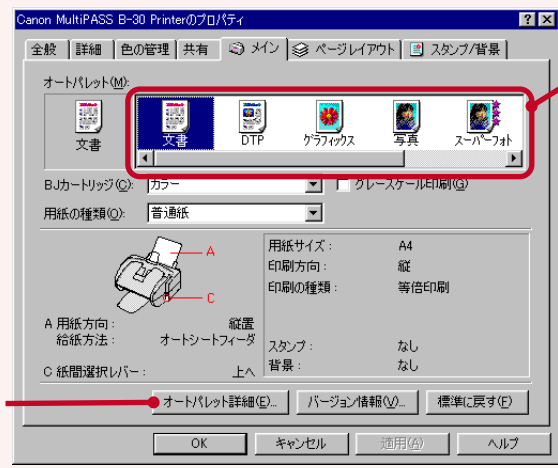 Canon MultiPASS B-30 Printerのプロパティ
全般 詳細 色の管理 共有 メイン ページレイアウト スタンプ/背景
オートパレット(M):
文書 文書 DTP グラフィックス 写真 スーパーフォト
BJカートリッジ(C): カラー グレースケール印刷(G)
用紙の種類(O): 普通紙
A
C
用紙サイズ: A4
印刷方向: 縦
印刷の種類: 等倍印刷
A 用紙方向: 縦置
給紙方法: オートシートフィーダ
スタンプ: なし
背景: なし
C 紙間選択レバー: 上へ
オートパレット詳細(E)... バージョン情報(V)... 標準に戻す(F)
OK キャンセル 適用(A) ヘルプ